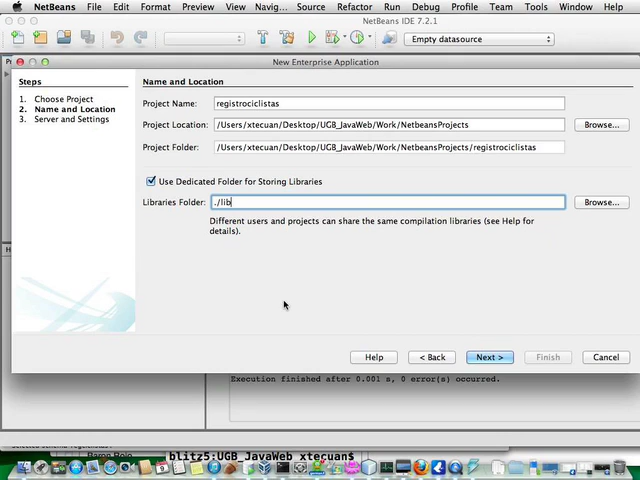 NetBeans File Edit View Navig... Source Refactor Run Debug Profile Team Tools Window Help
NetBeans IDE 7.2.1
Empty datasource
New Enterprise Application
Steps
1. Choose Project
2. Name and Location
3. Server and Settings
Name and Location
Project Name: registrociclistas
Project Location: /Users/xtecuan/Desktop/UGB_JavaWeb/Work/NetbeansProjects Browse...
Project Folder: /Users/xtecuan/Desktop/UGB_JavaWeb/Work/NetbeansProjects/registrociclistas
Use Dedicated Folder for Storing Libraries
Libraries Folder: ./lib Browse...
Different users and projects can share the same compilation libraries (see Help for
details).
Help < Back Next > Finish Cancel
Execution finished after 0.001 s, 0 error(s) occurred.
Baron Rojo
blitz5:UGB_JavaWeb xtecuan$